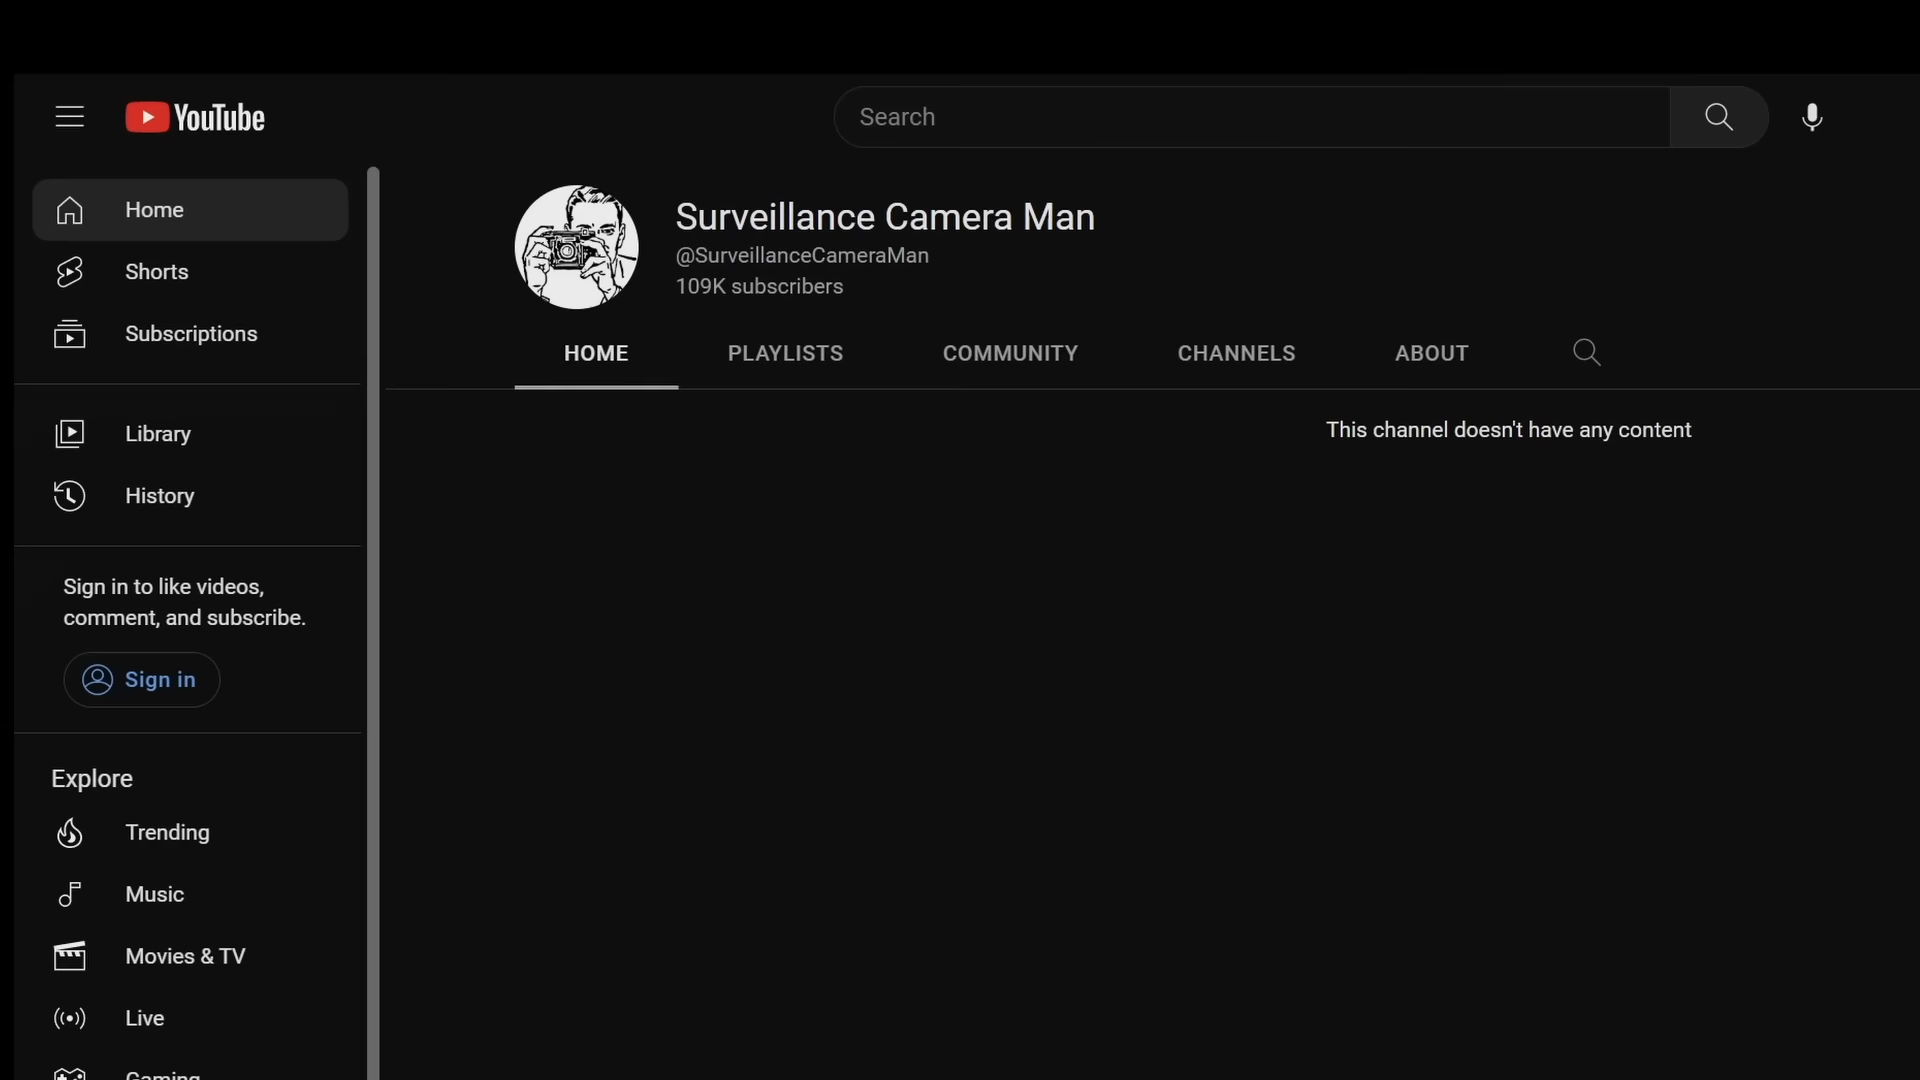 YouTube
Search
Home
Shorts
Subscriptions
Library
History
Sign in to like videos,
comment, and subscribe.
Sign in
Explore
Trending
Music
Movies & TV
Live
Gaming
Surveillance Camera Man
@SurveillanceCameraMan
109K subscribers
HOME
PLAYLISTS
COMMUNITY
CHANNELS
ABOUT
This channel doesn't have any content